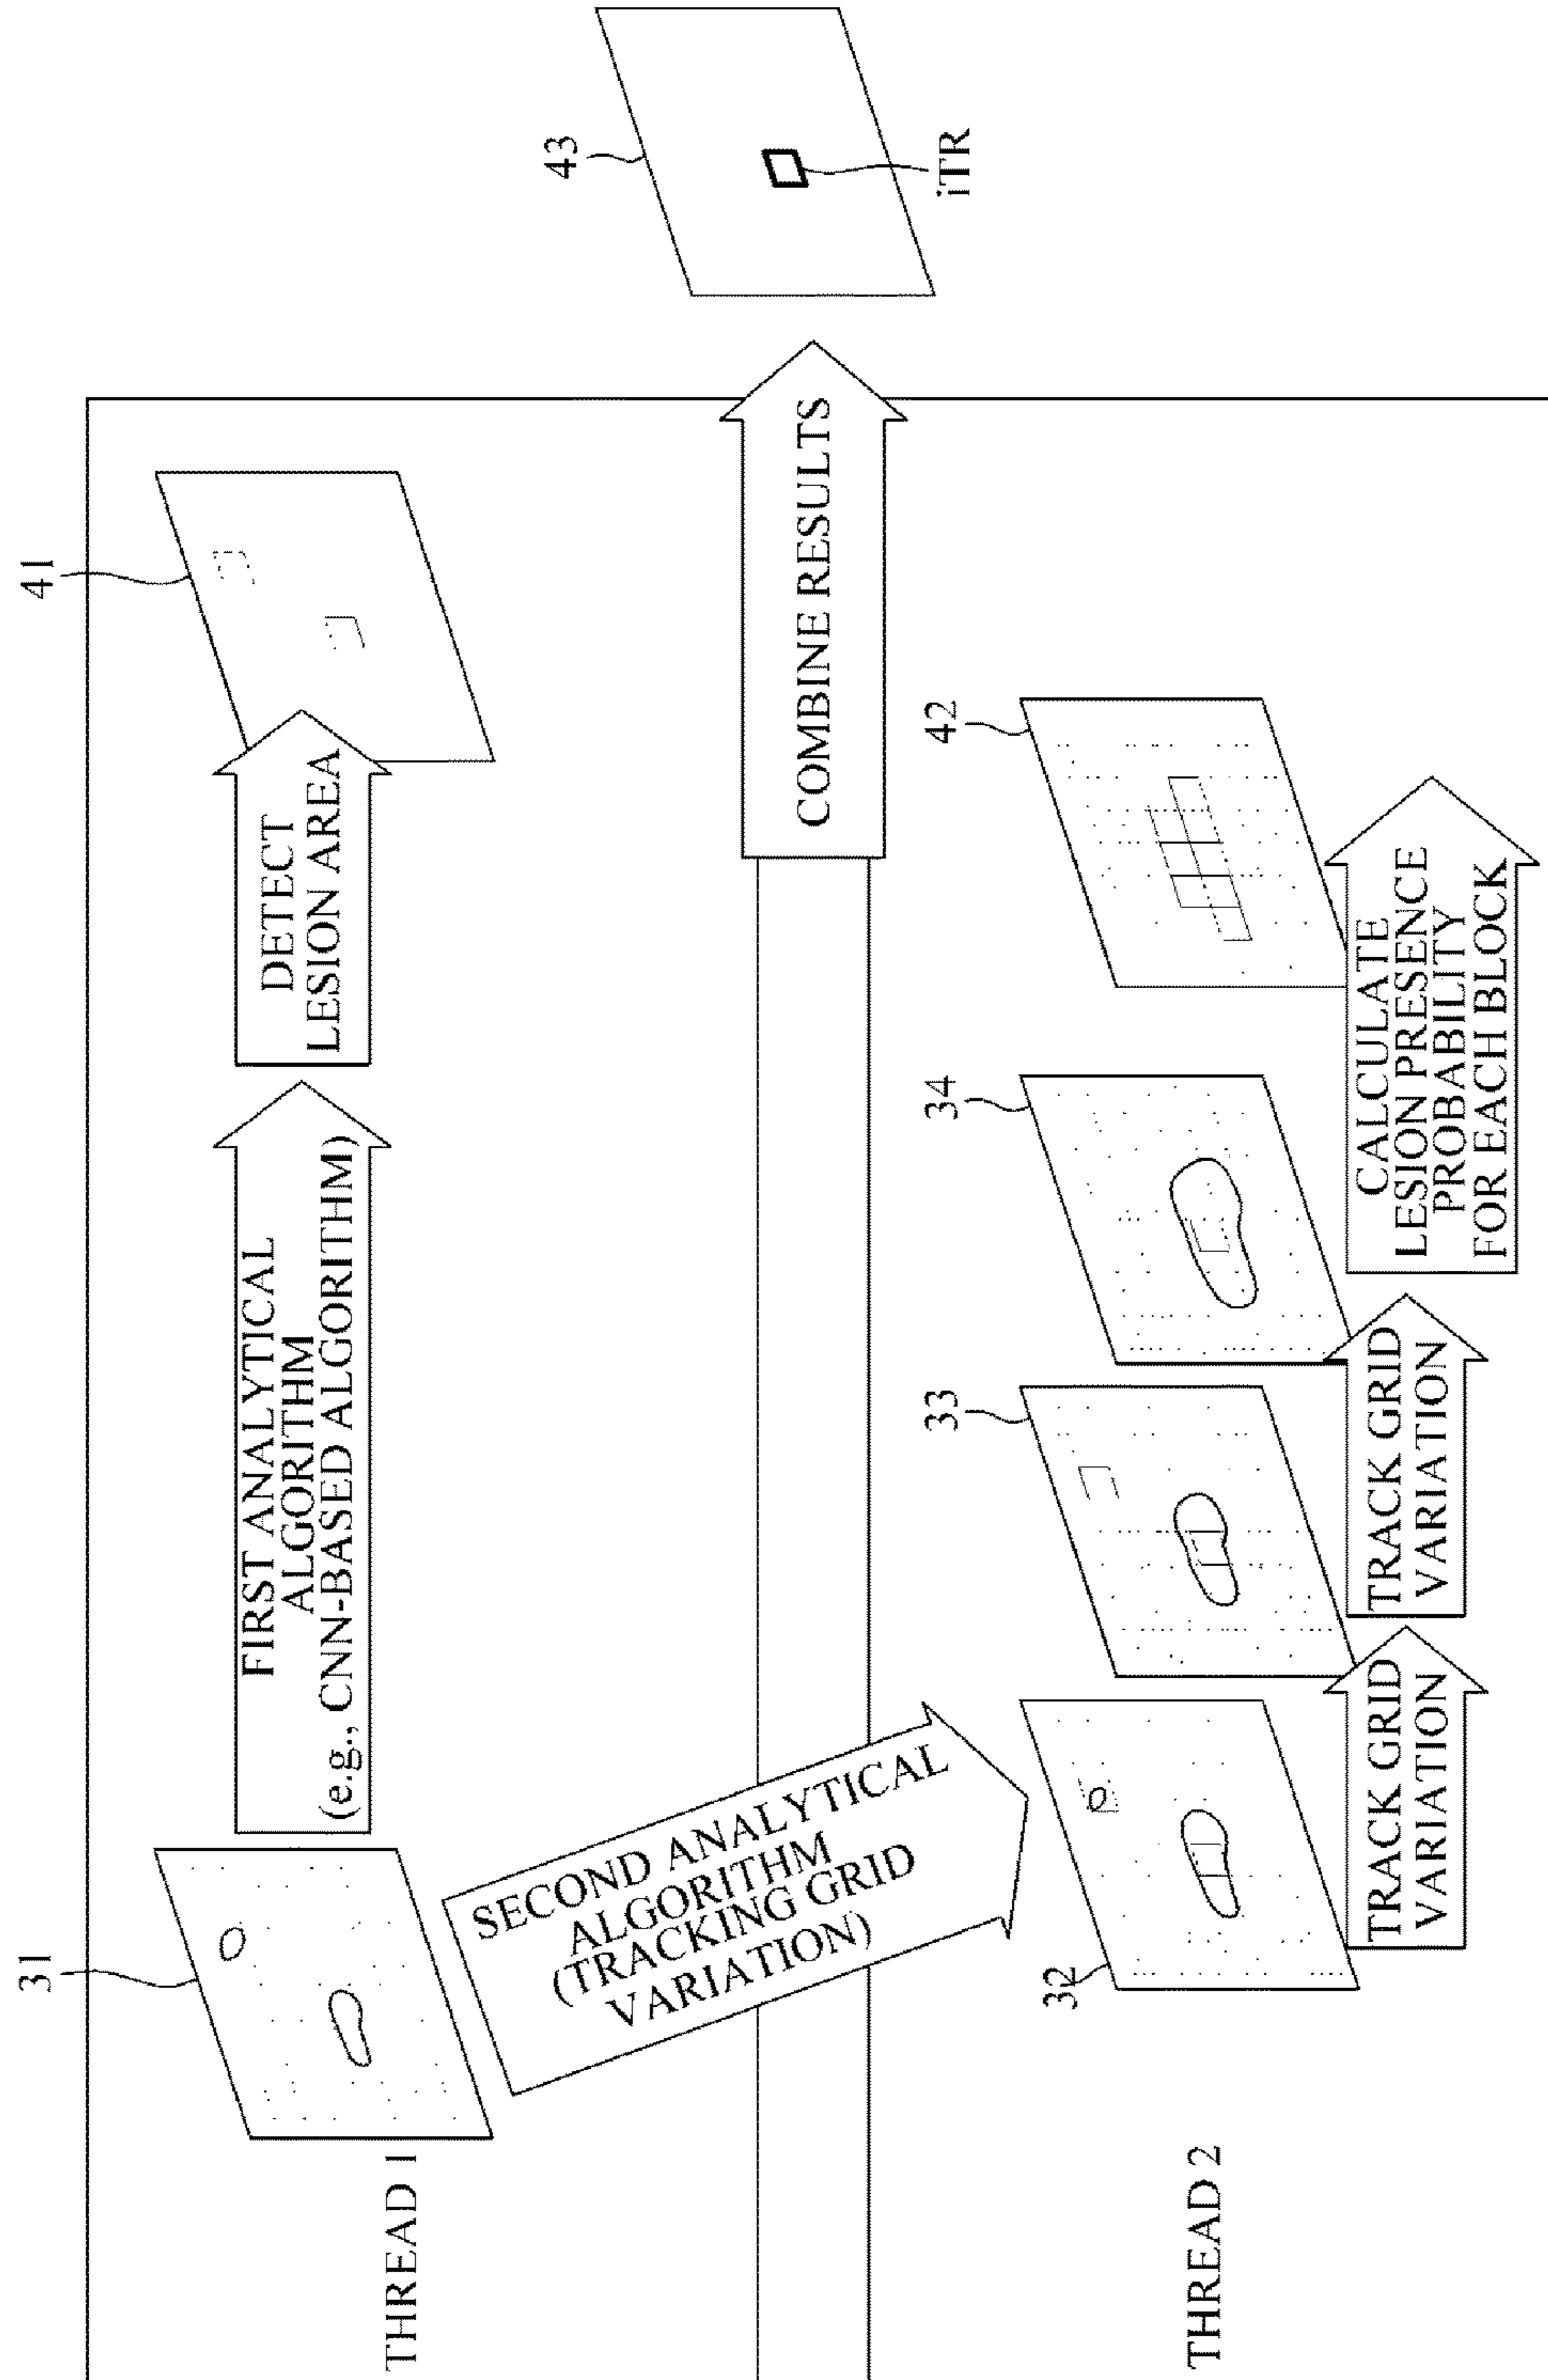 THREAD 1
31
FIRST ANALYTICAL
ALGORITHM
(e.g., CNN-BASED ALGORITHM)
DETECT
LESION AREA
41
SECOND ANALYTICAL
ALGORITHM
(TRACKING GRID
VARIATION)
COMBINE RESULTS
43
iTR
THREAD 2
32
TRACK GRID
VARIATION
33
TRACK GRID
VARIATION
34
CALCULATE
LESION PRESENCE
PROBABILITY
FOR EACH BLOCK
42